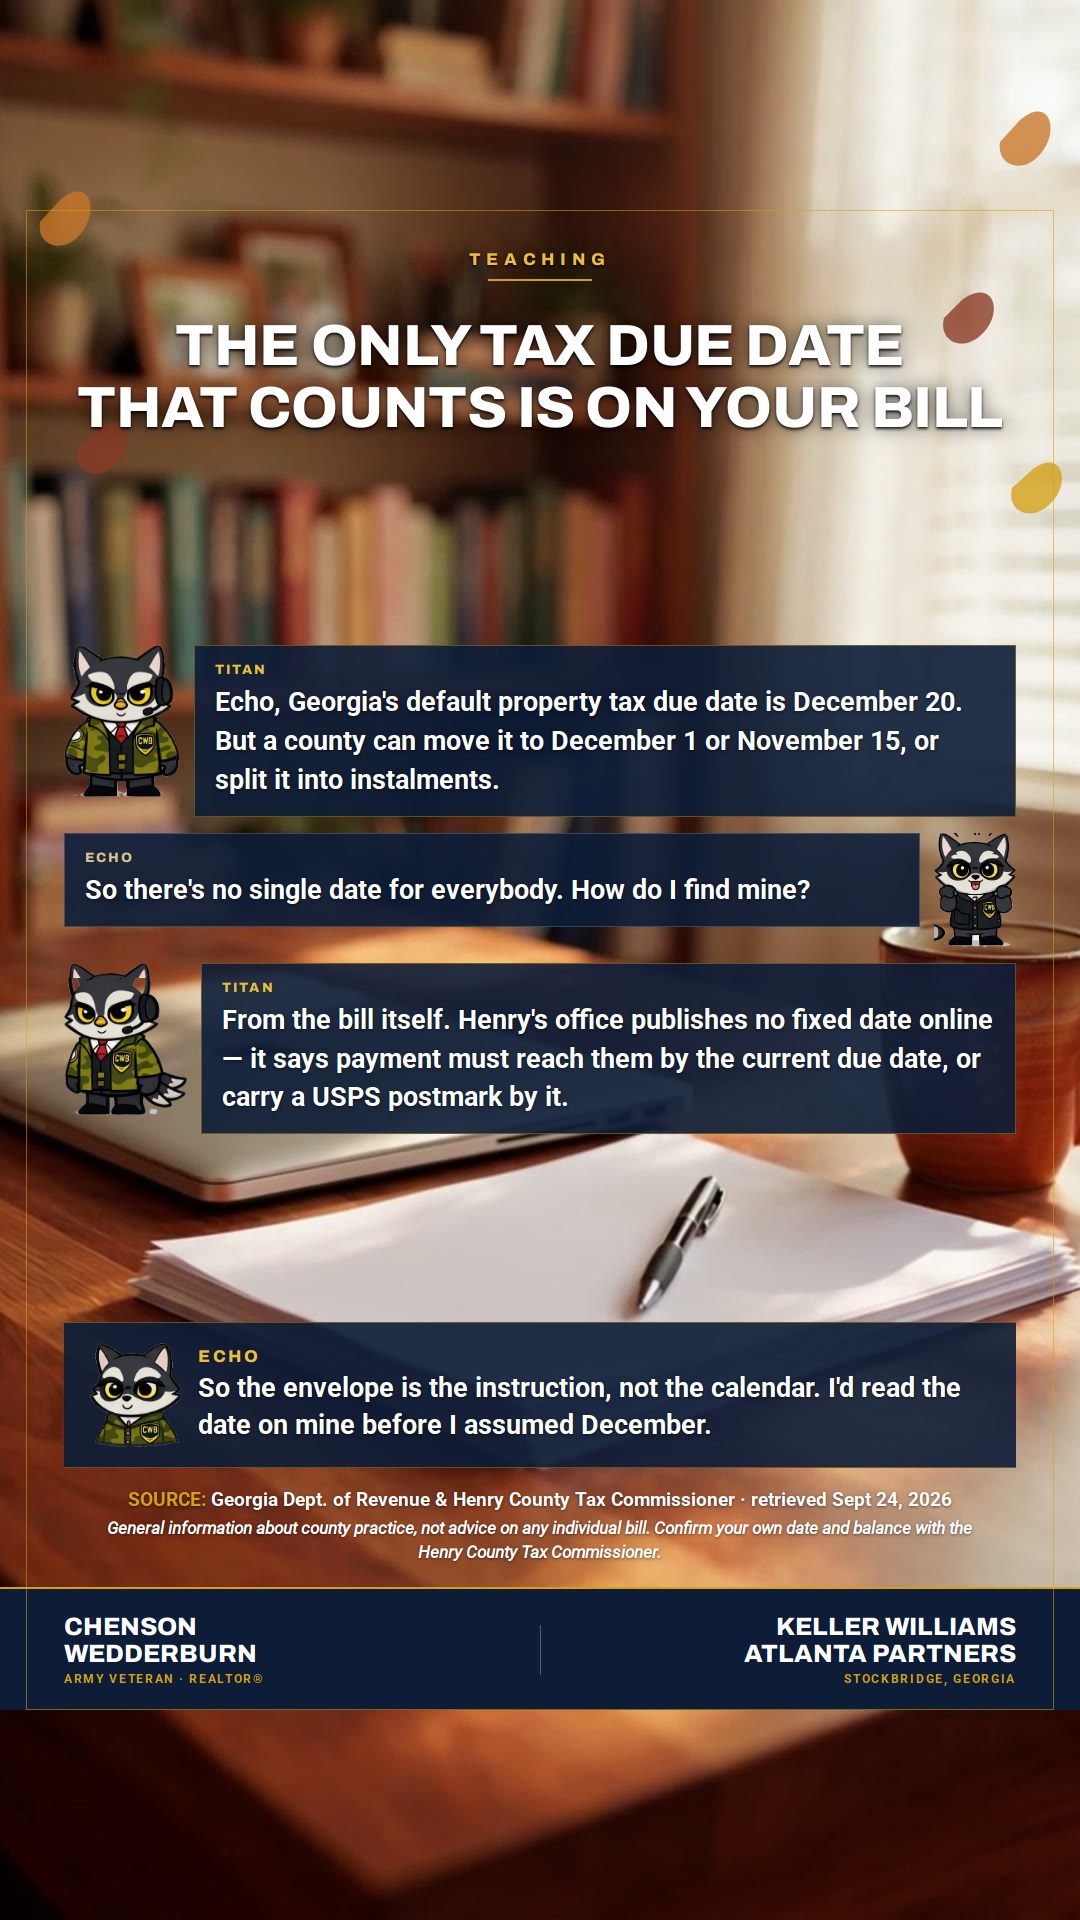 TEACHING
THE ONLY TAX DUE DATE
THAT COUNTS IS ON YOUR BILL
TITAN
Echo, Georgia's default property tax due date is December 20.
But a county can move it to December 1 or November 15, or
split it into instalments.
ECHO
So there's no single date for everybody. How do I find mine?
TITAN
From the bill itself. Henry's office publishes no fixed date online
— it says payment must reach them by the current due date, or
carry a USPS postmark by it.
ECHO
So the envelope is the instruction, not the calendar. I'd read the
date on mine before I assumed December.
SOURCE: Georgia Dept. of Revenue & Henry County Tax Commissioner · retrieved Sept 24, 2026
General information about county practice, not advice on any individual bill. Confirm your own date and balance with the
Henry County Tax Commissioner.
CHENSON
WEDDERBURN
ARMY VETERAN · REALTOR®
KELLER WILLIAMS
ATLANTA PARTNERS
STOCKBRIDGE, GEORGIA
CWB
CWB
CWB
CWB